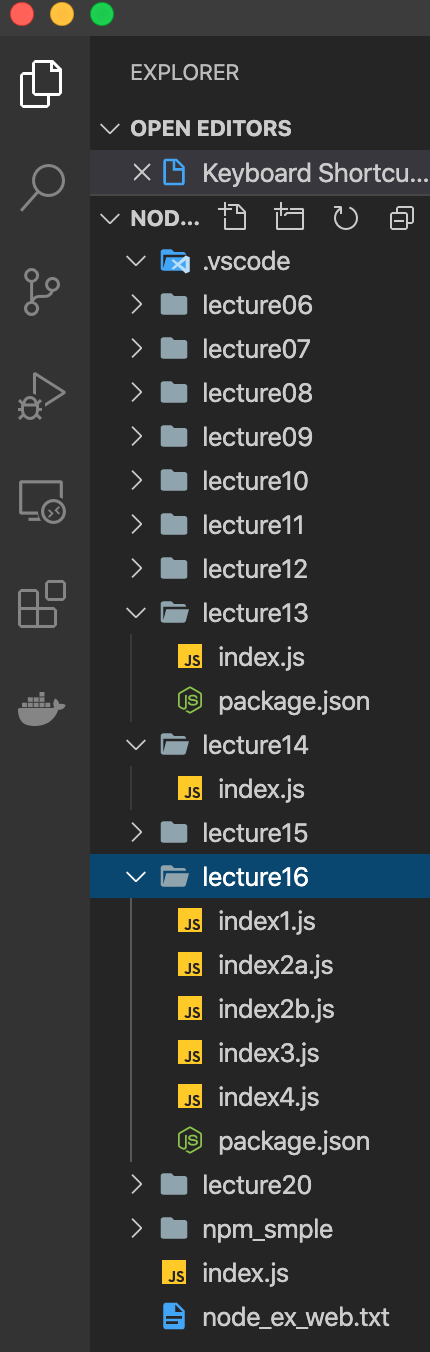 EXPLORER
OPEN EDITORS
Keyboard Shortcu...
NOD...
.vscode
lecture06
lecture07
lecture08
lecture09
lecture10
lecture11
lecture12
lecture13
JS index.js
JS package.json
lecture14
JS index.js
lecture15
lecture16
JS index1.js
JS index2a.js
JS index2b.js
JS index3.js
JS index4.js
JS package.json
lecture20
npm_smple
JS index.js
node_ex_web.txt